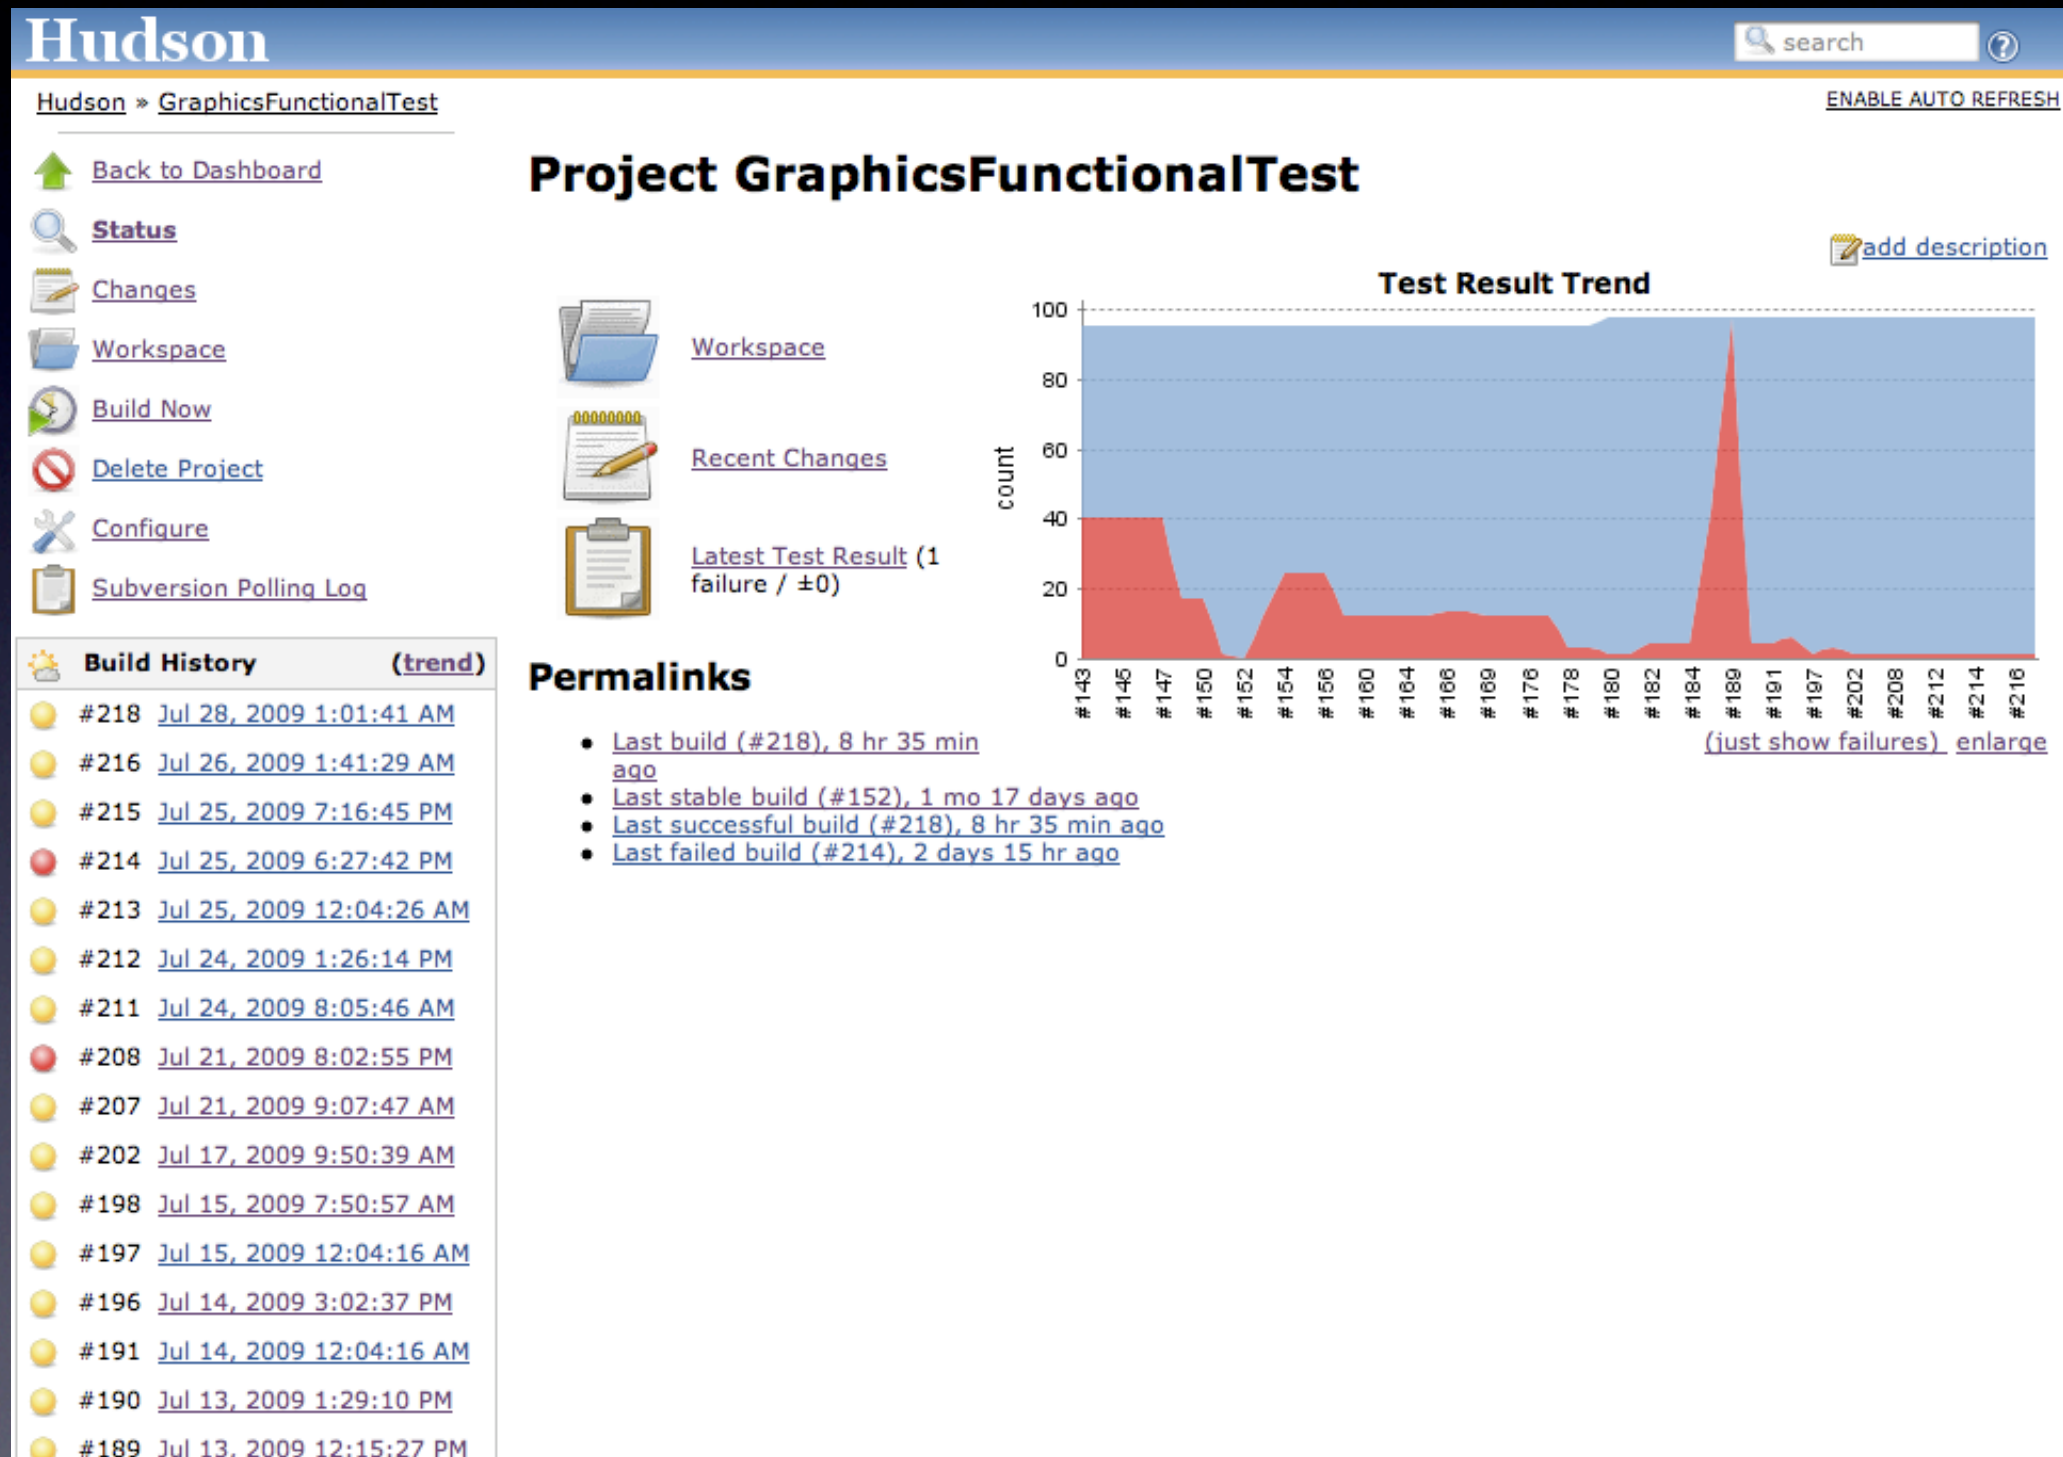 Hudson
search
Hudson » GraphicsFunctionalTest
ENABLE AUTO REFRESH
Back to Dashboard
Status
Changes
Workspace
Build Now
Delete Project
Configure
Subversion Polling Log
Build History (trend)
#218 Jul 28, 2009 1:01:41 AM
#216 Jul 26, 2009 1:41:29 AM
#215 Jul 25, 2009 7:16:45 PM
#214 Jul 25, 2009 6:27:42 PM
#213 Jul 25, 2009 12:04:26 AM
#212 Jul 24, 2009 1:26:14 PM
#211 Jul 24, 2009 8:05:46 AM
#208 Jul 21, 2009 8:02:55 PM
#207 Jul 21, 2009 9:07:47 AM
#202 Jul 17, 2009 9:50:39 AM
#198 Jul 15, 2009 7:50:57 AM
#197 Jul 15, 2009 12:04:16 AM
#196 Jul 14, 2009 3:02:37 PM
#191 Jul 14, 2009 12:04:16 AM
#190 Jul 13, 2009 1:29:10 PM
#189 Jul 13, 2009 12:15:27 PM
Project GraphicsFunctionalTest
add description
Workspace
Recent Changes
Latest Test Result (1
failure / ±0)
Test Result Trend
count
100
80
60
40
20
0
#143
#145
#147
#150
#152
#154
#156
#160
#164
#166
#169
#176
#178
#180
#182
#184
#189
#191
#197
#202
#208
#212
#214
#216
(just show failures) enlarge
Permalinks
Last build (#218), 8 hr 35 min
ago
Last stable build (#152), 1 mo 17 days ago
Last successful build (#218), 8 hr 35 min ago
Last failed build (#214), 2 days 15 hr ago